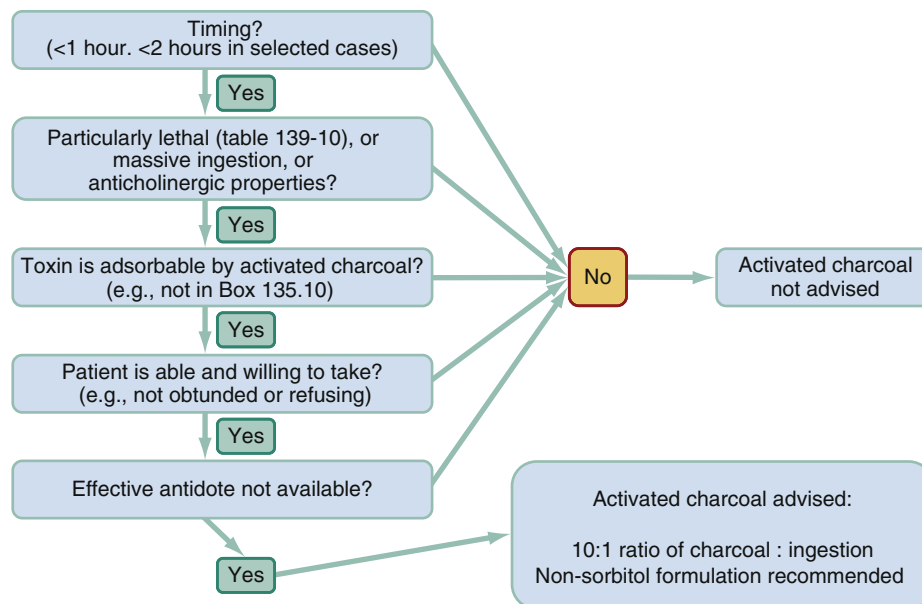 Timing?
(<1 hour. <2 hours in selected cases)
Yes
Particularly lethal (table 139-10), or
massive ingestion, or
anticholinergic properties?
Yes
Toxin is adsorbable by activated charcoal?
(e.g., not in Box 135.10)
Yes
Patient is able and willing to take?
(e.g., not obtunded or refusing)
Yes
Effective antidote not available?
Yes
No
Activated charcoal
not advised
Activated charcoal advised:
10:1 ratio of charcoal : ingestion
Non-sorbitol formulation recommended